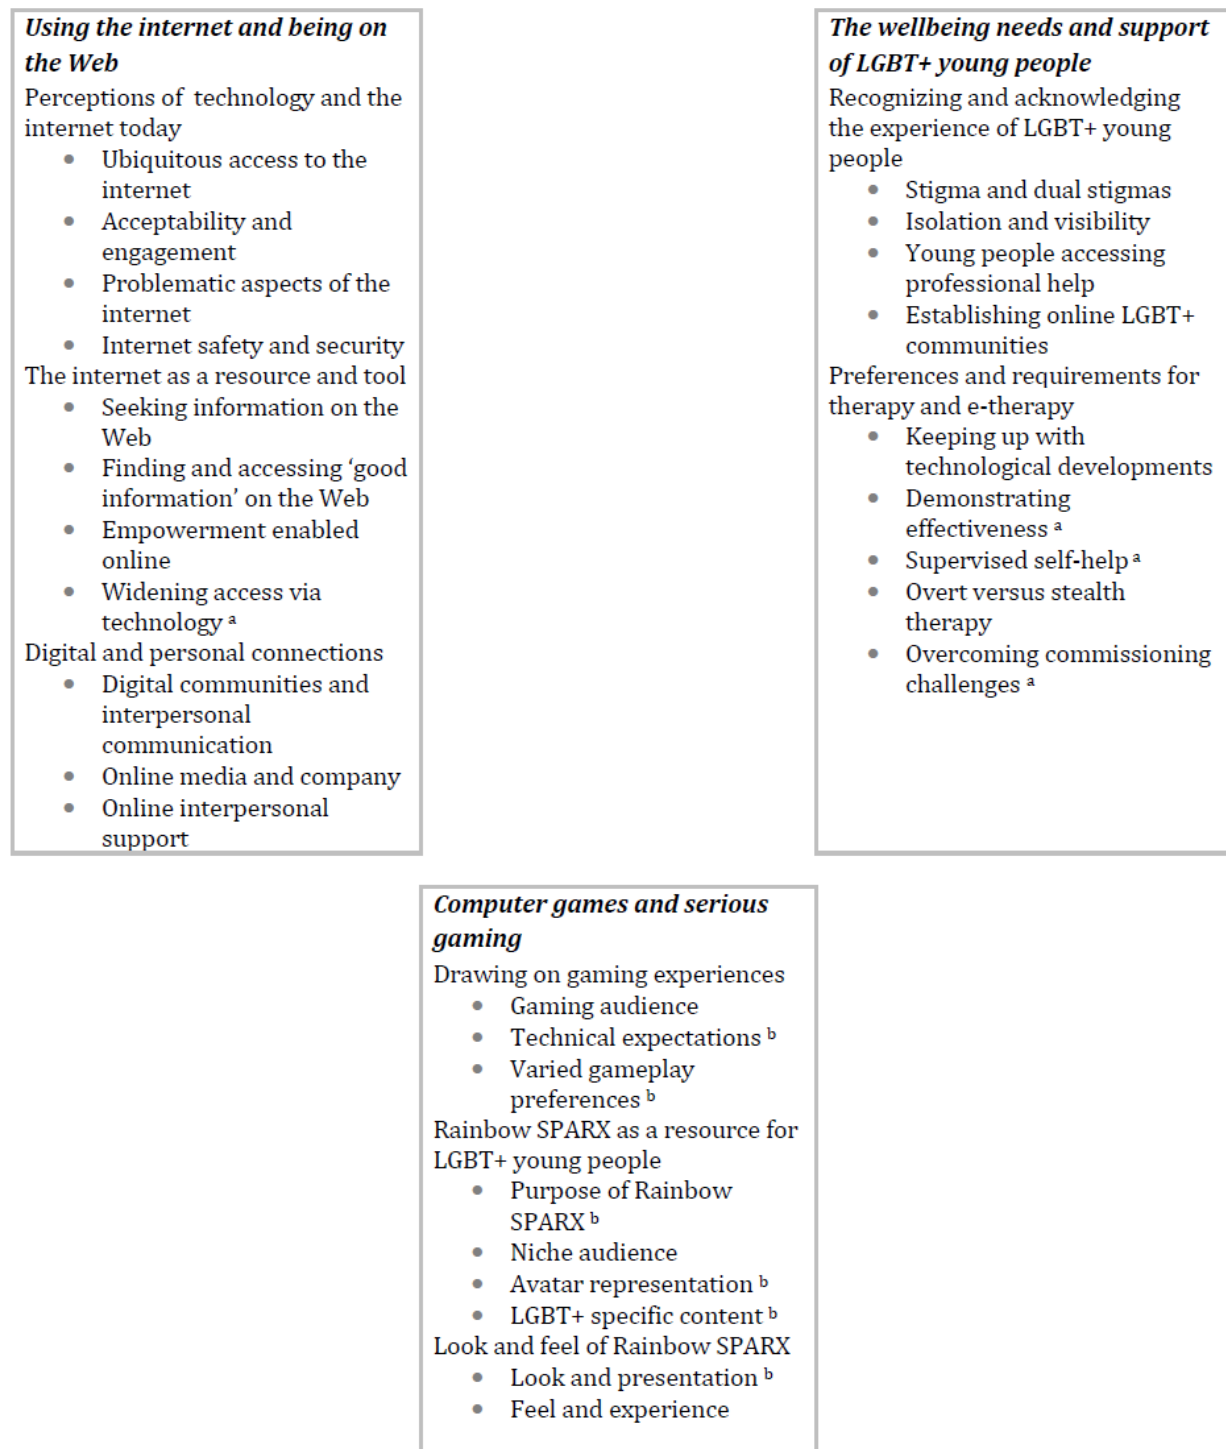 Using the internet and being on
the Web
Perceptions of technology and the
internet today
• Ubiquitous access to the
internet
• Acceptability and
engagement
• Problematic aspects of the
internet
• Internet safety and security
The internet as a resource and tool
• Seeking information on the
Web
• Finding and accessing ‘good
information’ on the Web
• Empowerment enabled
online
• Widening access via
technology ᵃ
Digital and personal connections
• Digital communities and
interpersonal
communication
• Online media and company
• Online interpersonal
support
The wellbeing needs and support
of LGBT+ young people
Recognizing and acknowledging
the experience of LGBT+ young
people
• Stigma and dual stigmas
• Isolation and visibility
• Young people accessing
professional help
• Establishing online LGBT+
communities
Preferences and requirements for
therapy and e-therapy
• Keeping up with
technological developments
• Demonstrating
effectiveness ᵃ
• Supervised self-help ᵃ
• Overt versus stealth
therapy
• Overcoming commissioning
challenges ᵃ
Computer games and serious
gaming
Drawing on gaming experiences
• Gaming audience
• Technical expectations ᵇ
• Varied gameplay
preferences ᵇ
Rainbow SPARX as a resource for
LGBT+ young people
• Purpose of Rainbow
SPARX ᵇ
• Niche audience
• Avatar representation ᵇ
• LGBT+ specific content ᵇ
Look and feel of Rainbow SPARX
• Look and presentation ᵇ
• Feel and experience